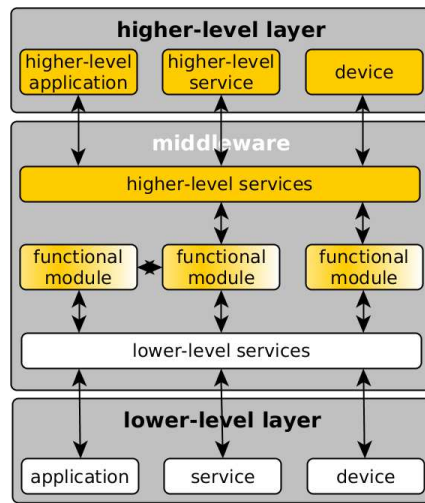 higher-level layer
higher-level
application
higher-level
service
device
middleware
higher-level services
functional
module
functional
module
functional
module
lower-level services
lower-level layer
application
service
device